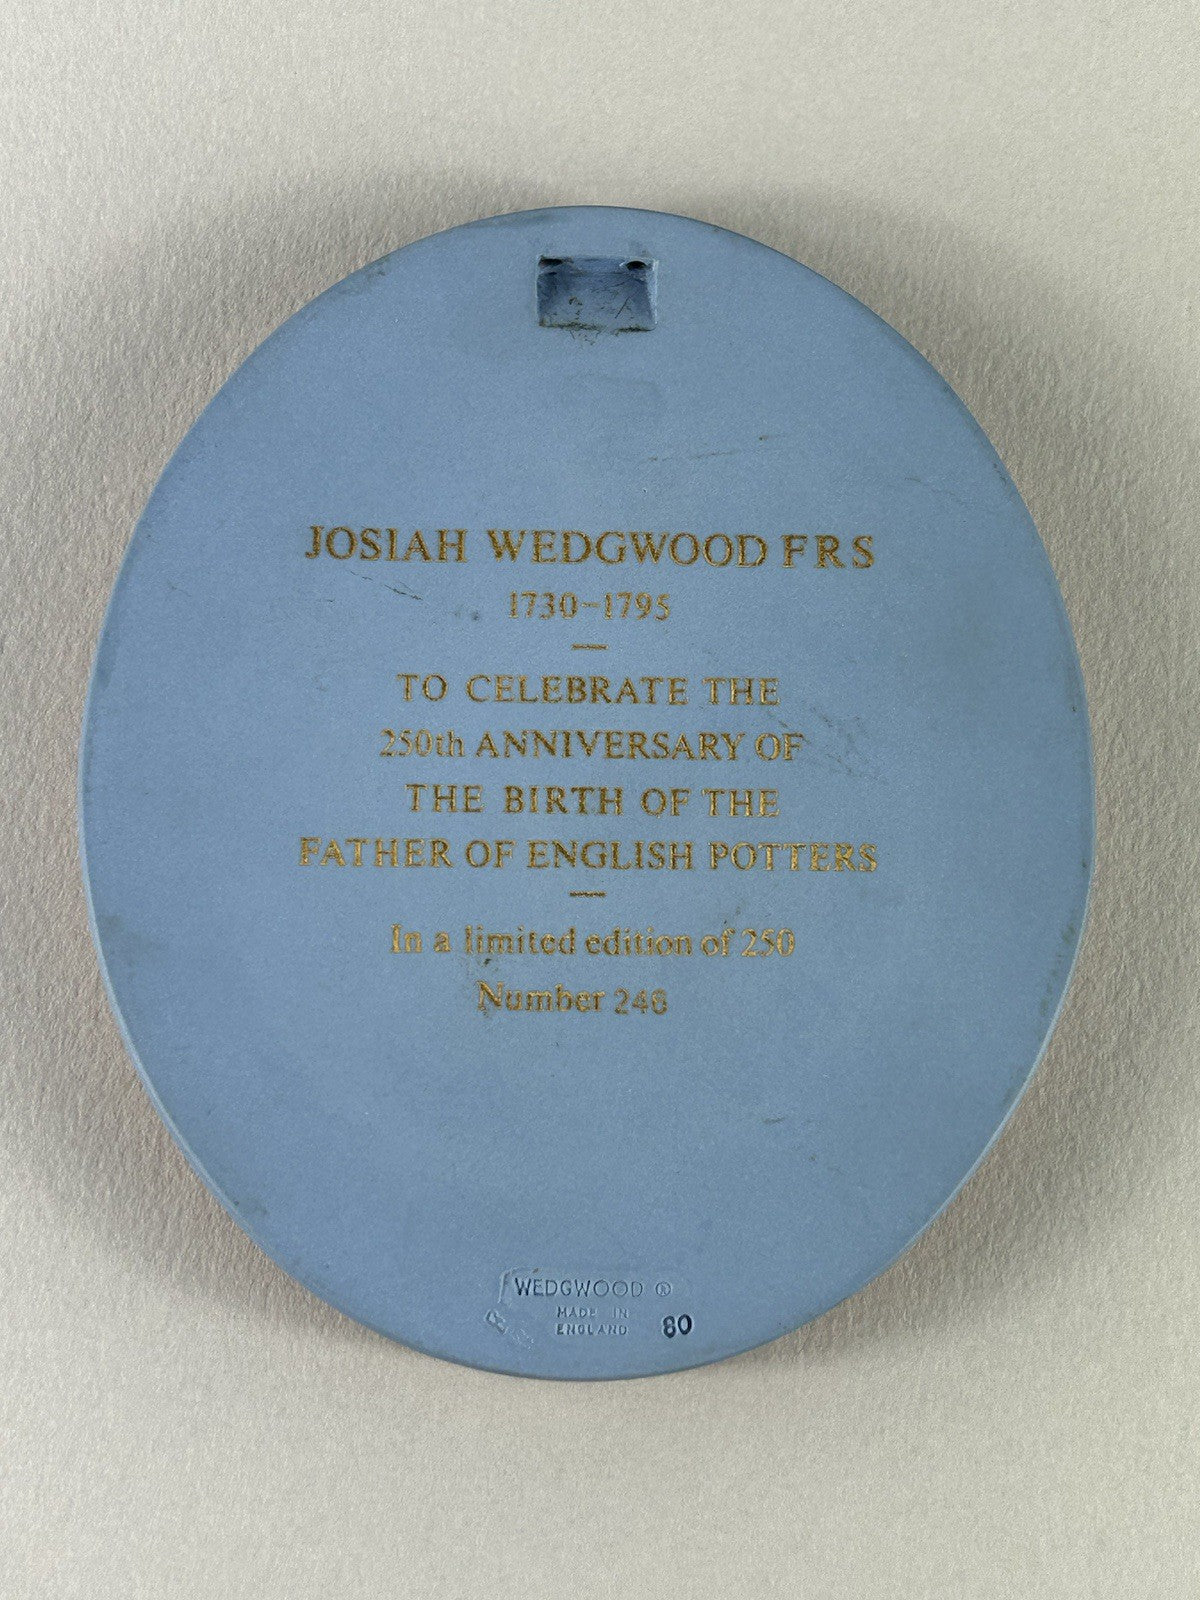 JOSIAH WEDGWOOD FRS
1730-1795
TO CELEBRATE THE
250th ANNIVERSARY OF
THE BIRTH OF THE
FATHER OF ENGLISH POTTERS
In a limited edition of 250
Number 246
WEDGWOOD ®
MADE IN
ENGLAND 80